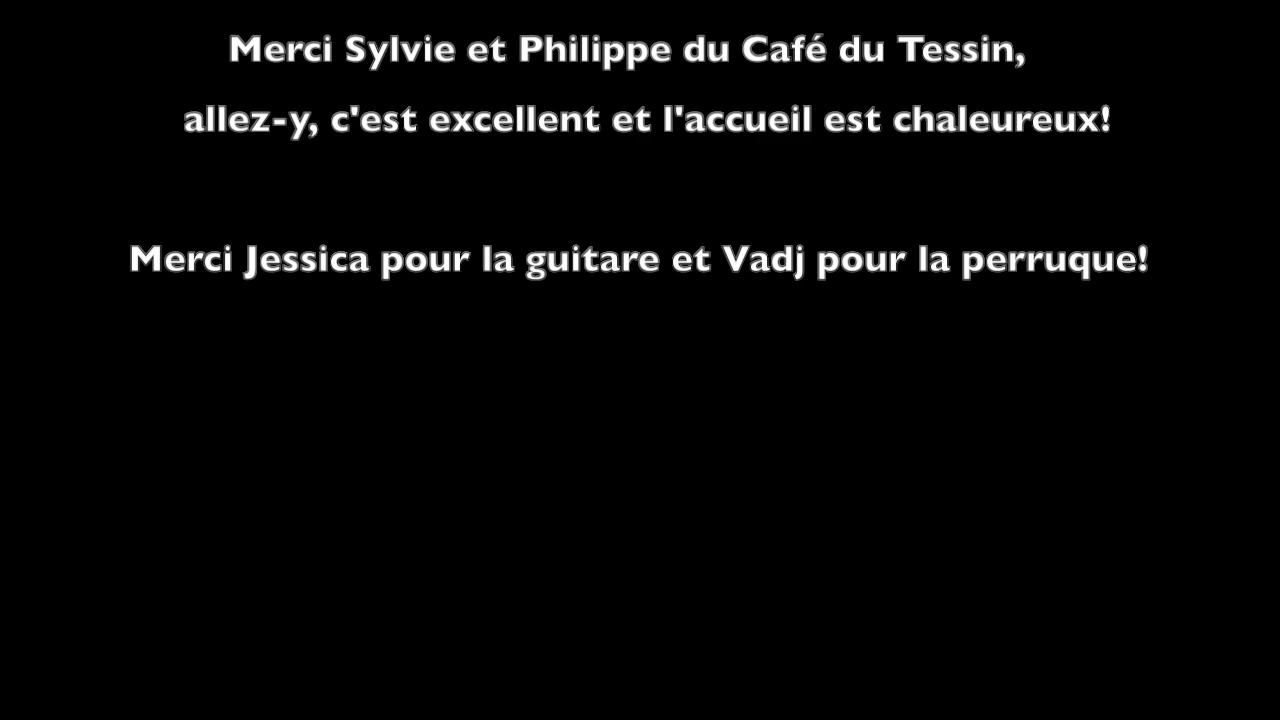 Merci Sylvie et Philippe du Café du Tessin,
allez-y, c'est excellent et l'accueil est chaleureux!
Merci Jessica pour la guitare et Vadj pour la perruque!